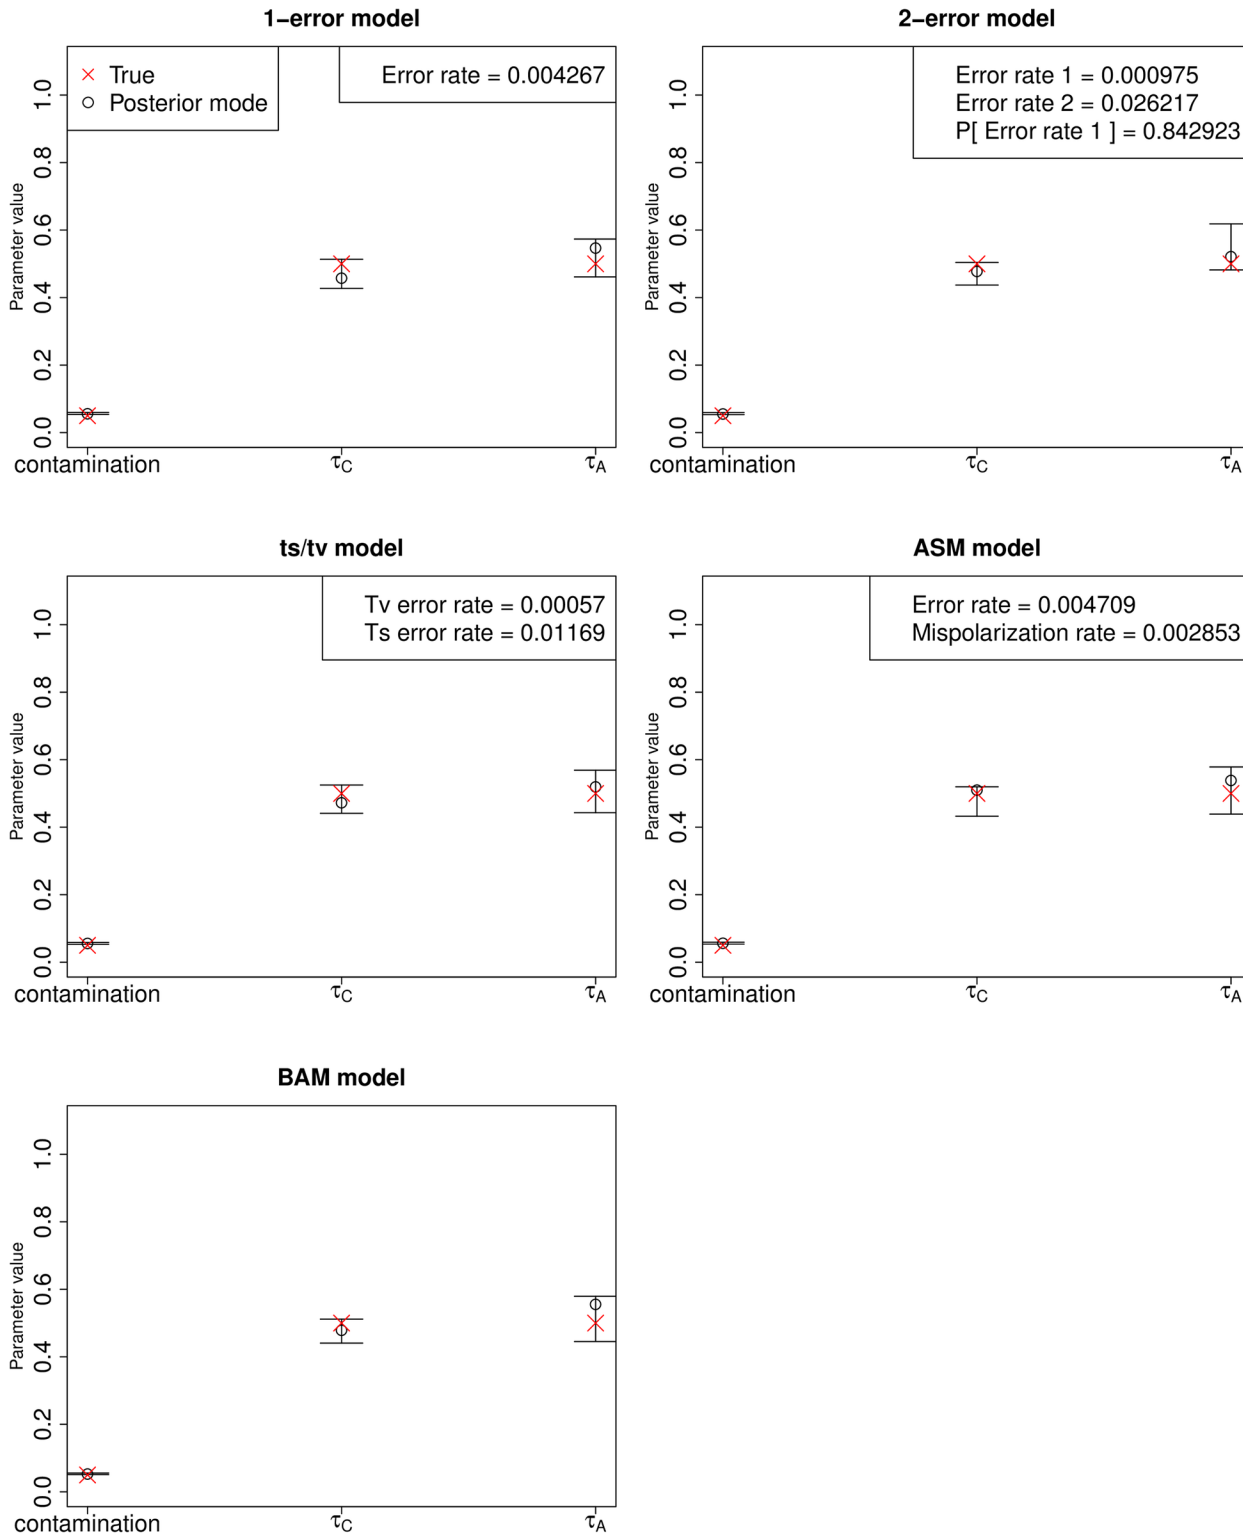 1−error model
True
Posterior mode
Error rate = 0.004267
Parameter value
0.0 0.2 0.4 0.6 0.8 1.0
contamination τC τA
2−error model
Error rate 1 = 0.000975
Error rate 2 = 0.026217
P[ Error rate 1 ] = 0.842923
Parameter value
0.0 0.2 0.4 0.6 0.8 1.0
contamination τC τA
ts/tv model
Tv error rate = 0.00057
Ts error rate = 0.01169
Parameter value
0.0 0.2 0.4 0.6 0.8 1.0
contamination τC τA
ASM model
Error rate = 0.004709
Mispolarization rate = 0.002853
Parameter value
0.0 0.2 0.4 0.6 0.8 1.0
contamination τC τA
BAM model
Parameter value
0.0 0.2 0.4 0.6 0.8 1.0
contamination τC τA